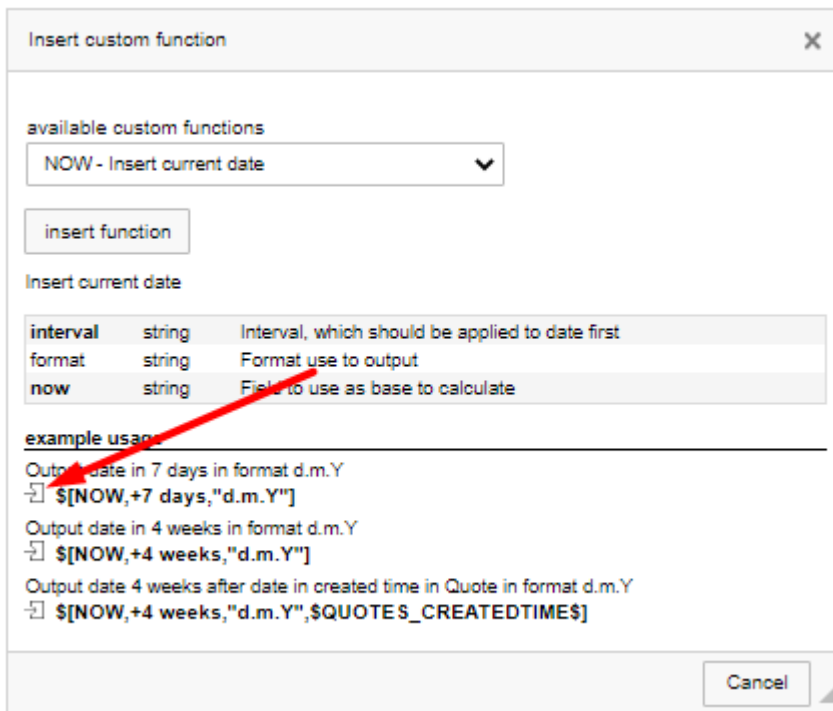 Insert custom function
available custom functions
NOW - Insert current date
insert function
Insert current date
interval string Interval, which should be applied to date first
format string Format use to output
now string Field to use as base to calculate
example usage
Output date in 7 days in format d.m.Y
$[NOW,+7 days,"d.m.Y"]
Output date in 4 weeks in format d.m.Y
$[NOW,+4 weeks,"d.m.Y"]
Output date 4 weeks after date in created time in Quote in format d.m.Y
$[NOW,+4 weeks,"d.m.Y",$QUOTES_CREATEDTIME$]
Cancel